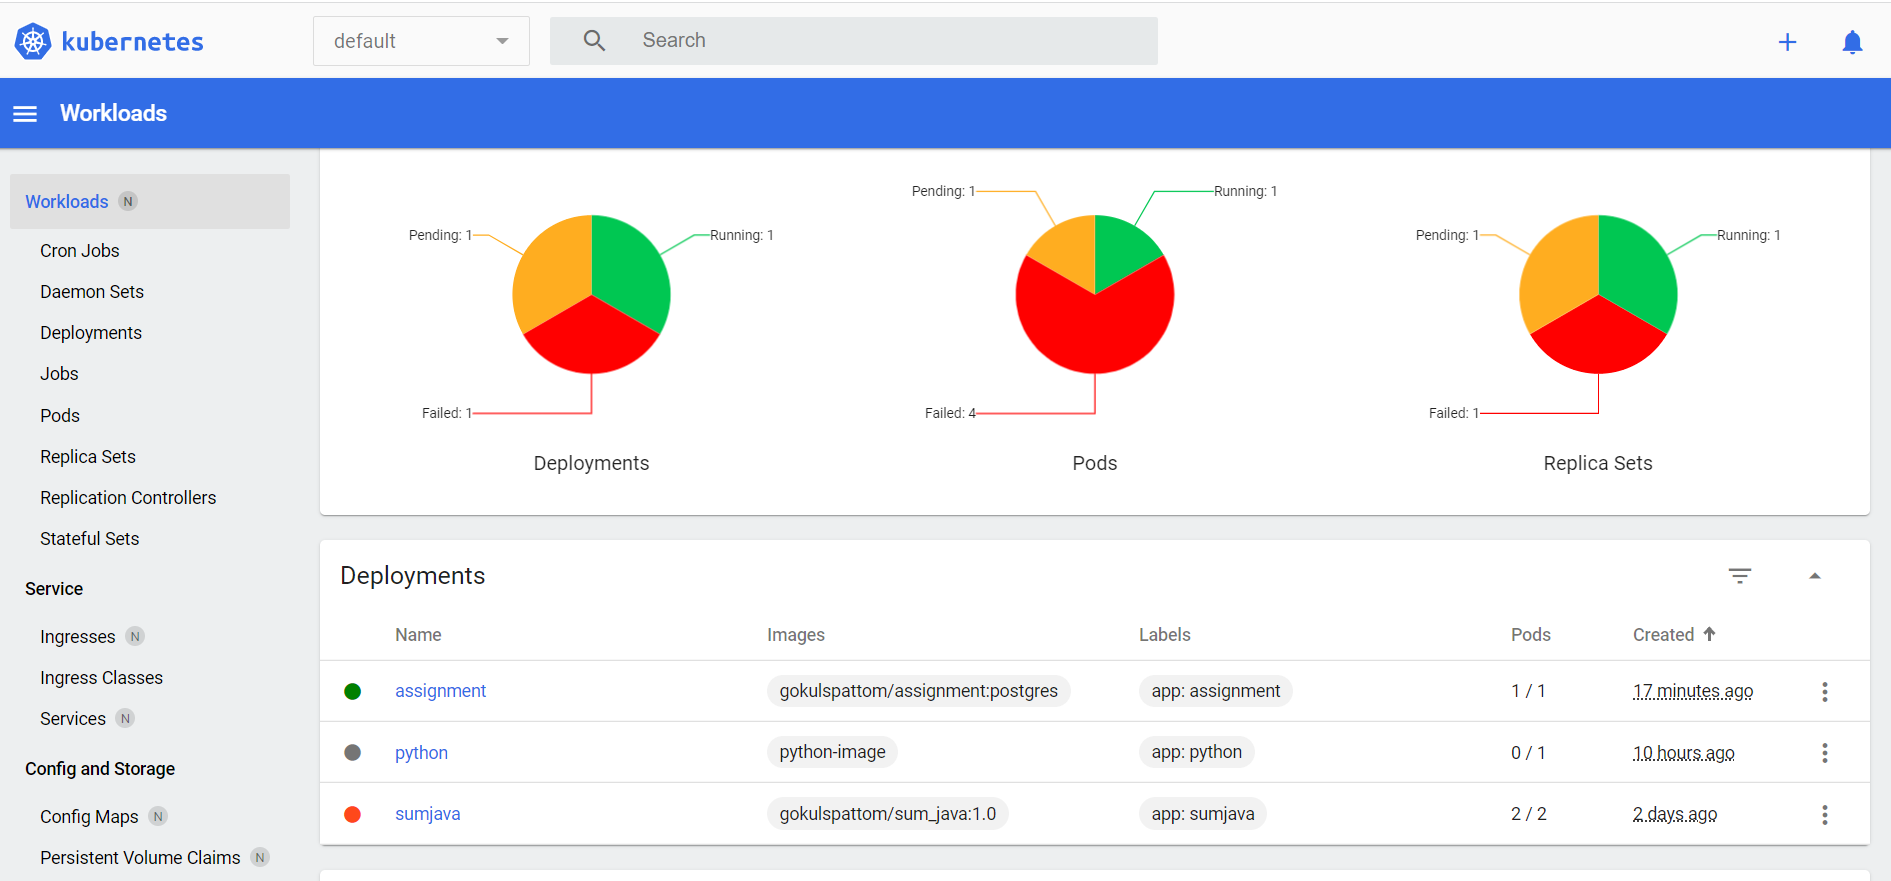 kubernetes
default
Search
Workloads
Workloads N
Cron Jobs
Daemon Sets
Deployments
Jobs
Pods
Replica Sets
Replication Controllers
Stateful Sets
Service
Ingresses N
Ingress Classes
Services N
Config and Storage
Config Maps N
Persistent Volume Claims N
Pending: 1
Running: 1
Failed: 1
Deployments
Pending: 1
Running: 1
Failed: 4
Pods
Pending: 1
Running: 1
Failed: 1
Replica Sets
Deployments
Name Images Labels Pods Created
assignment gokulspattom/assignment:postgres app: assignment 1 / 1 17 minutes ago
python python-image app: python 0 / 1 10 hours ago
sumjava gokulspattom/sum_java:1.0 app: sumjava 2 / 2 2 days ago